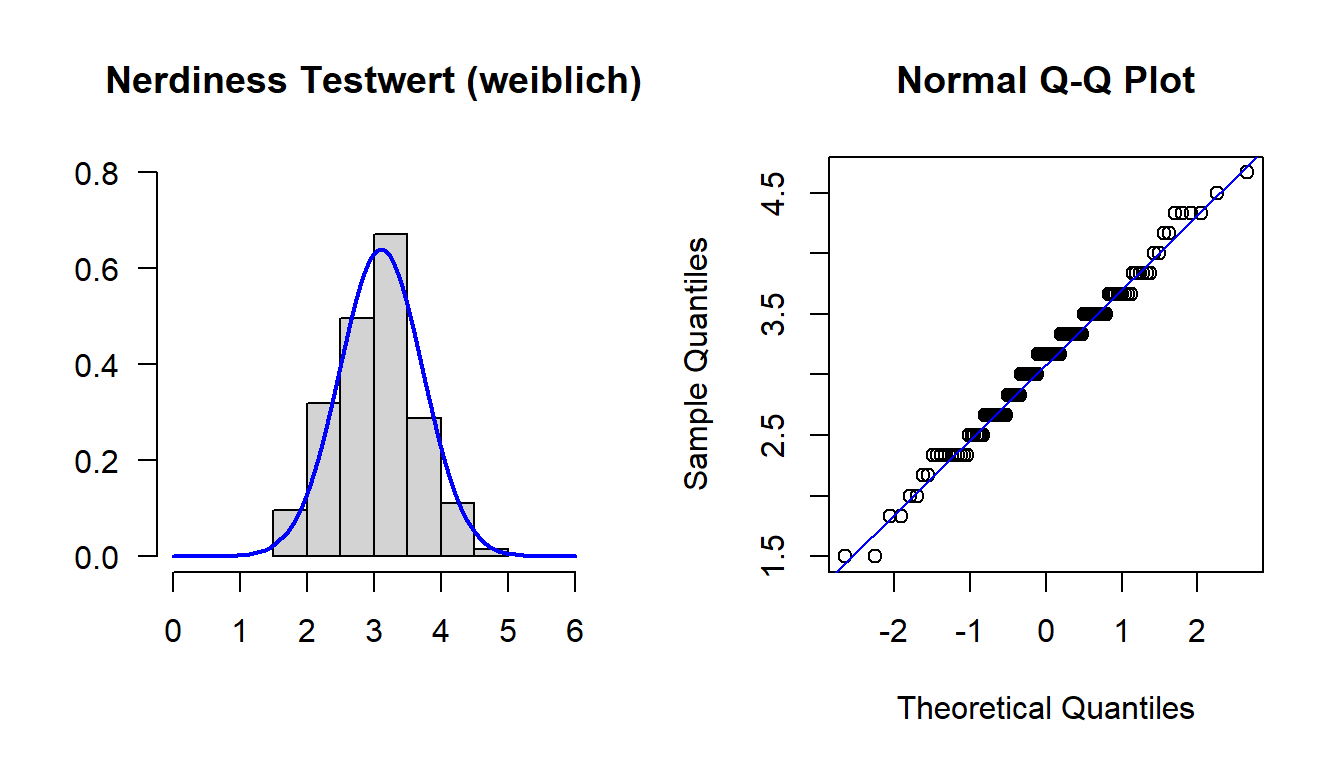 Nerdiness Testwert (weiblich)
0.8
0.6
0.4
0.2
0.0
0 1 2 3 4 5 6
Normal Q-Q Plot
Sample Quantiles
4.5
3.5
2.5
1.5
-2 -1 0 1 2
Theoretical Quantiles